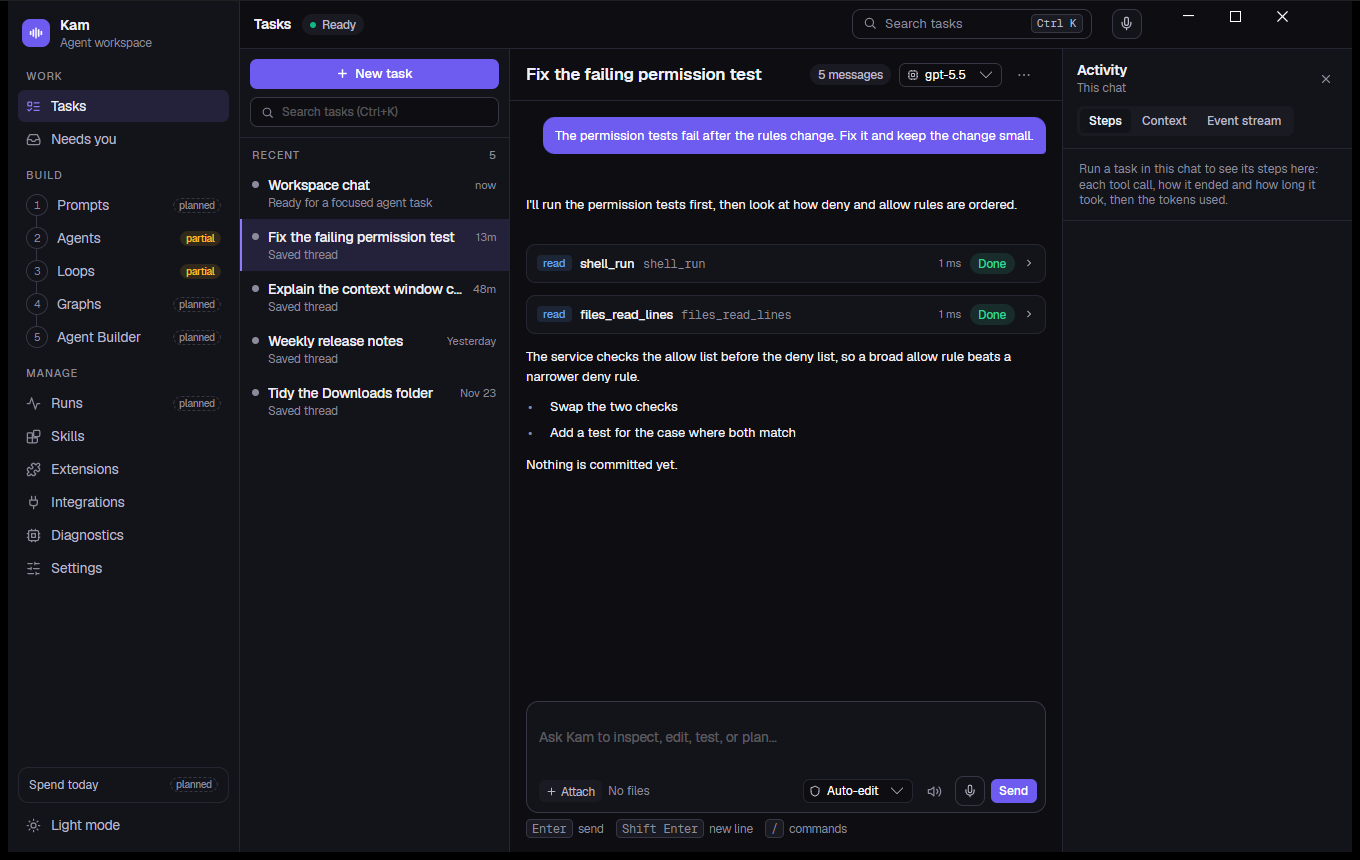 Kam
Agent workspace
WORK
Tasks
Needs you
BUILD
1 Prompts planned
2 Agents partial
3 Loops partial
4 Graphs planned
5 Agent Builder planned
MANAGE
Runs planned
Skills
Extensions
Integrations
Diagnostics
Settings
Spend today planned
Light mode
Tasks Ready
Search tasks Ctrl K
+ New task
Search tasks (Ctrl+K)
RECENT 5
Workspace chat now
Ready for a focused agent task
Fix the failing permission test 13m
Saved thread
Explain the context window c... 48m
Saved thread
Weekly release notes Yesterday
Saved thread
Tidy the Downloads folder Nov 23
Saved thread
Fix the failing permission test 5 messages gpt-5.5
The permission tests fail after the rules change. Fix it and keep the change small.
I'll run the permission tests first, then look at how deny and allow rules are ordered.
read shell_run shell_run 1 ms Done
read files_read_lines files_read_lines 1 ms Done
The service checks the allow list before the deny list, so a broad allow rule beats a
narrower deny rule.
• Swap the two checks
• Add a test for the case where both match
Nothing is committed yet.
Ask Kam to inspect, edit, test, or plan...
+ Attach No files Auto-edit Send
Enter send Shift Enter new line / commands
Activity
This chat
Steps Context Event stream
Run a task in this chat to see its steps here:
each tool call, how it ended and how long it
took, then the tokens used.